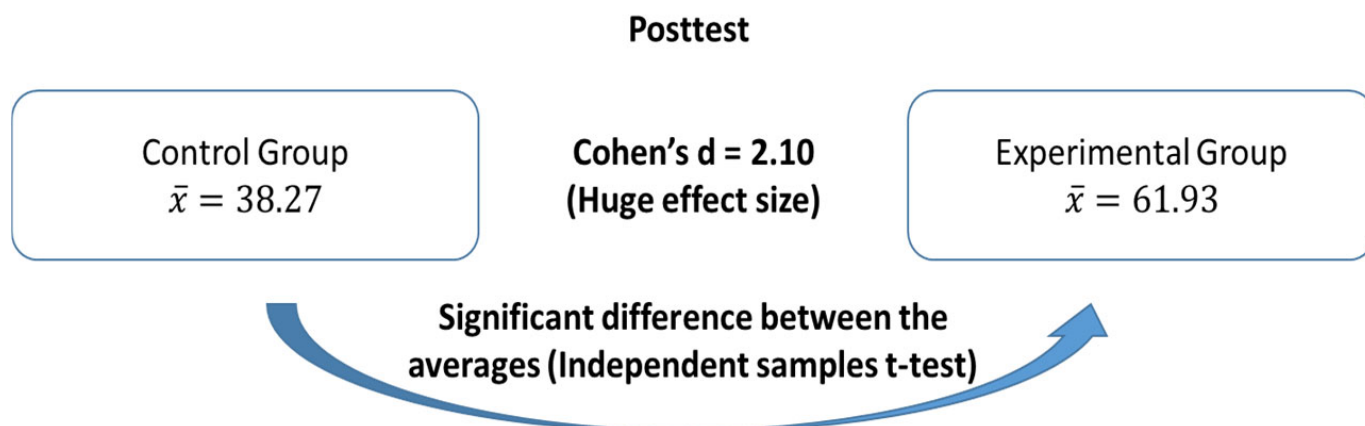 Posttest
Control Group
x̄ = 38.27
Cohen’s d = 2.10
(Huge effect size)
Experimental Group
x̄ = 61.93
Significant difference between the
averages (Independent samples t-test)